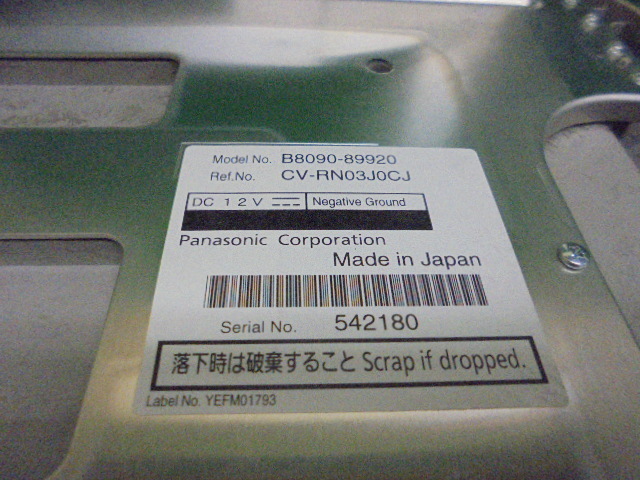 Model No. B8090-89920
Ref.No. CV-RN03J0CJ
DC 12V Negative Ground
Panasonic Corporation
Made in Japan
Serial No. 542180
落下時は破棄すること Scrap if dropped.
Label No. YEFM01793